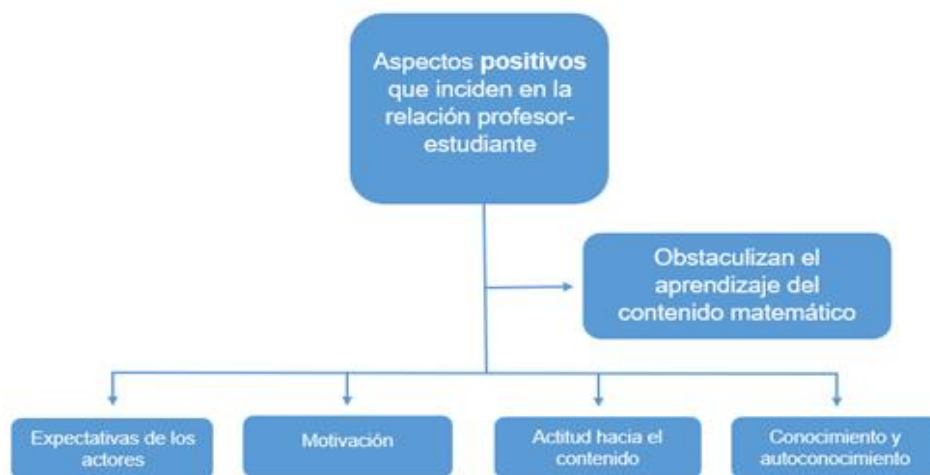 Aspectos positivos
que inciden en la
relación profesor-
estudiante
Obstaculizan el
aprendizaje del
contenido matemático
Expectativas de los
actores
Motivación
Actitud hacia el
contenido
Conocimiento y
autoconocimiento